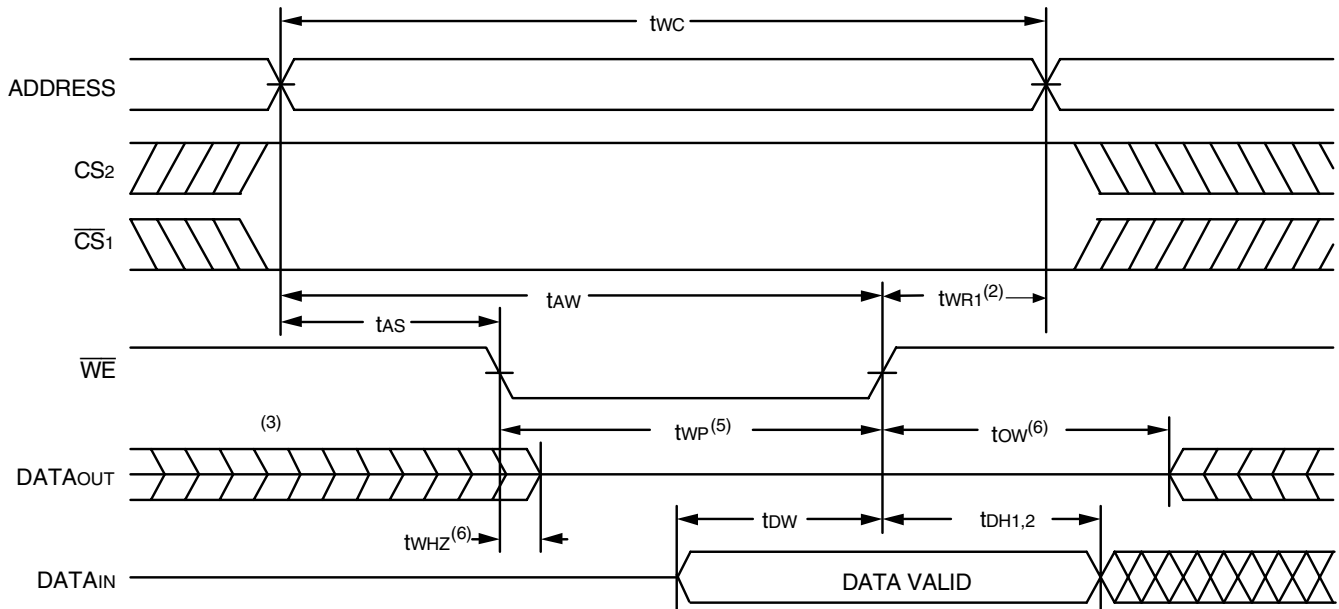 tWC
ADDRESS
CS2
CS1
tAW
tWR1(2)
tAS
WE
(3)
tWP(5)
tOW(6)
DATAOUT
tDW
tDH1,2
tWHZ(6)
DATAIN
DATA VALID